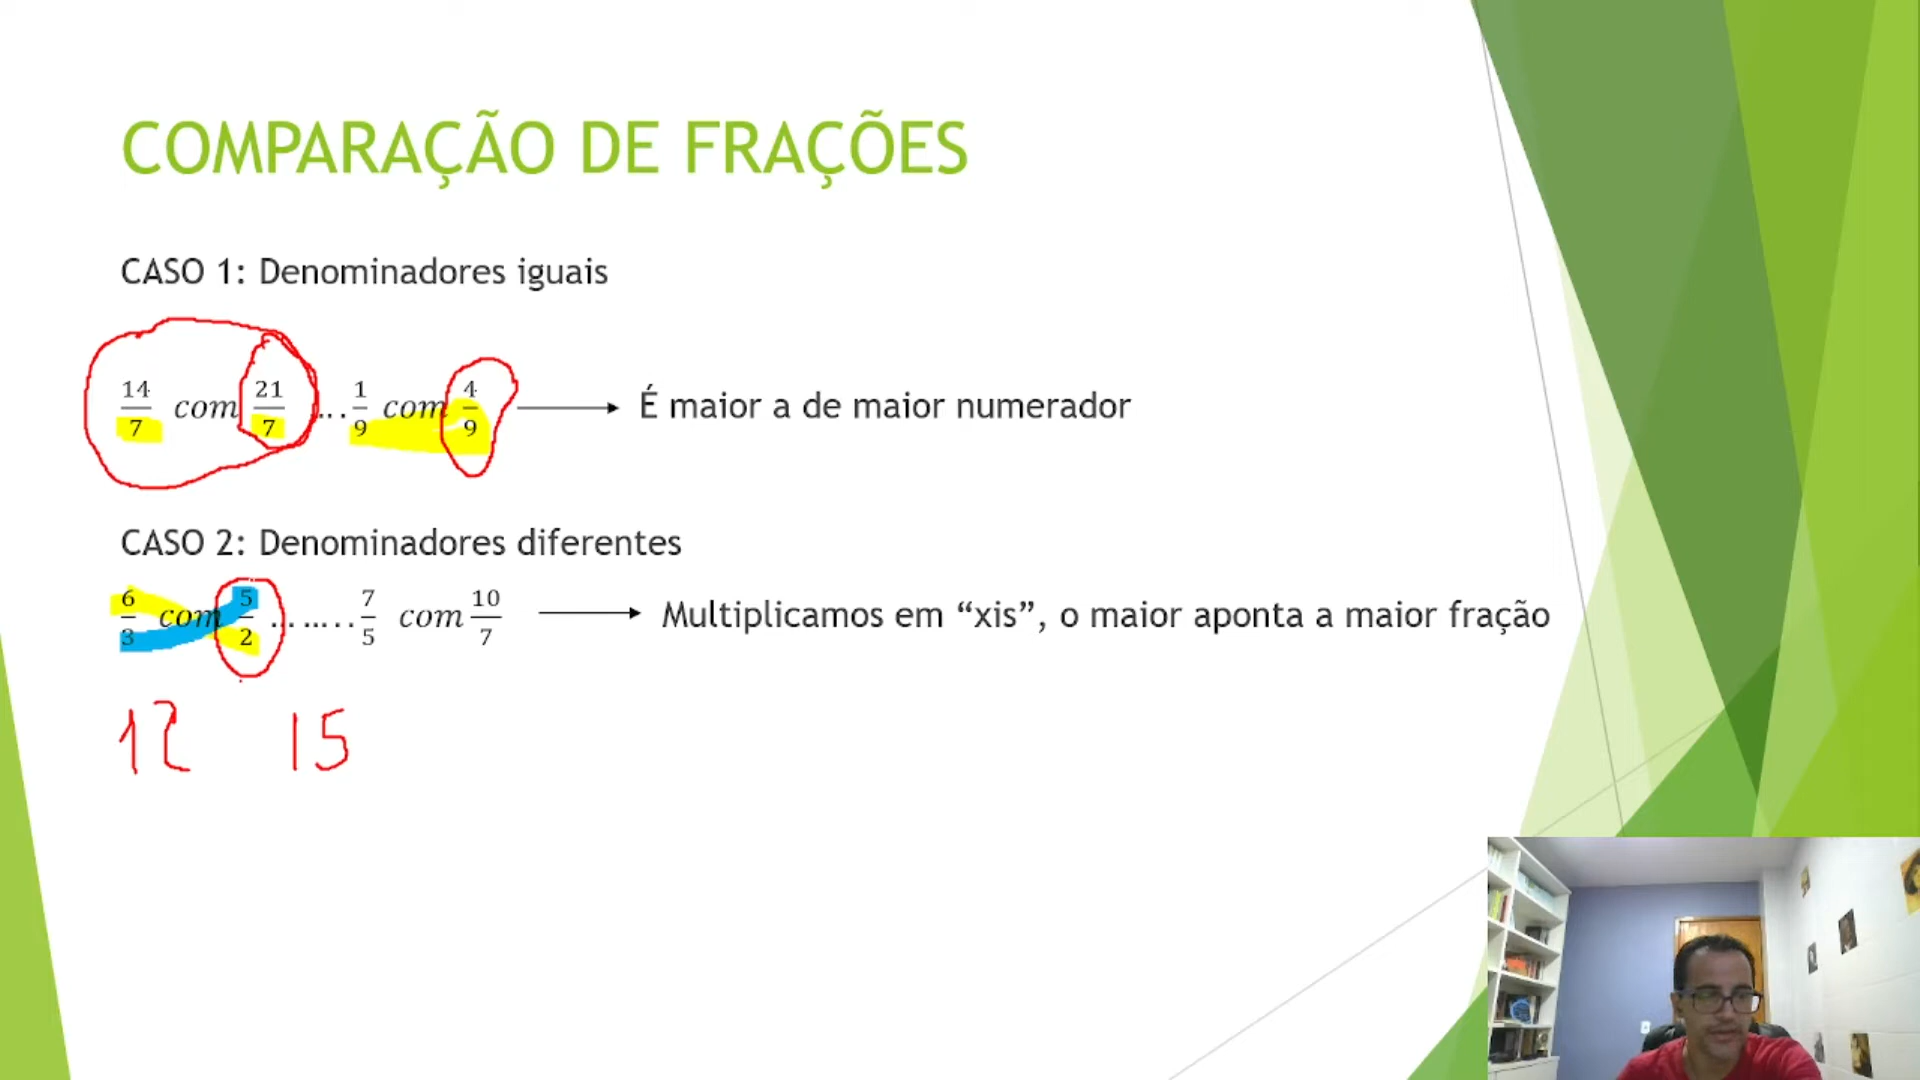 COMPARAÇÃO DE FRAÇÕES
CASO 1: Denominadores iguais
14/7 com 21/7 ... 1/9 com 4/9 → É maior a de maior numerador
CASO 2: Denominadores diferentes
6/3 com 5/2 ....... 7/5 com 10/7 → Multiplicamos em “xis”, o maior aponta a maior fração
12 15